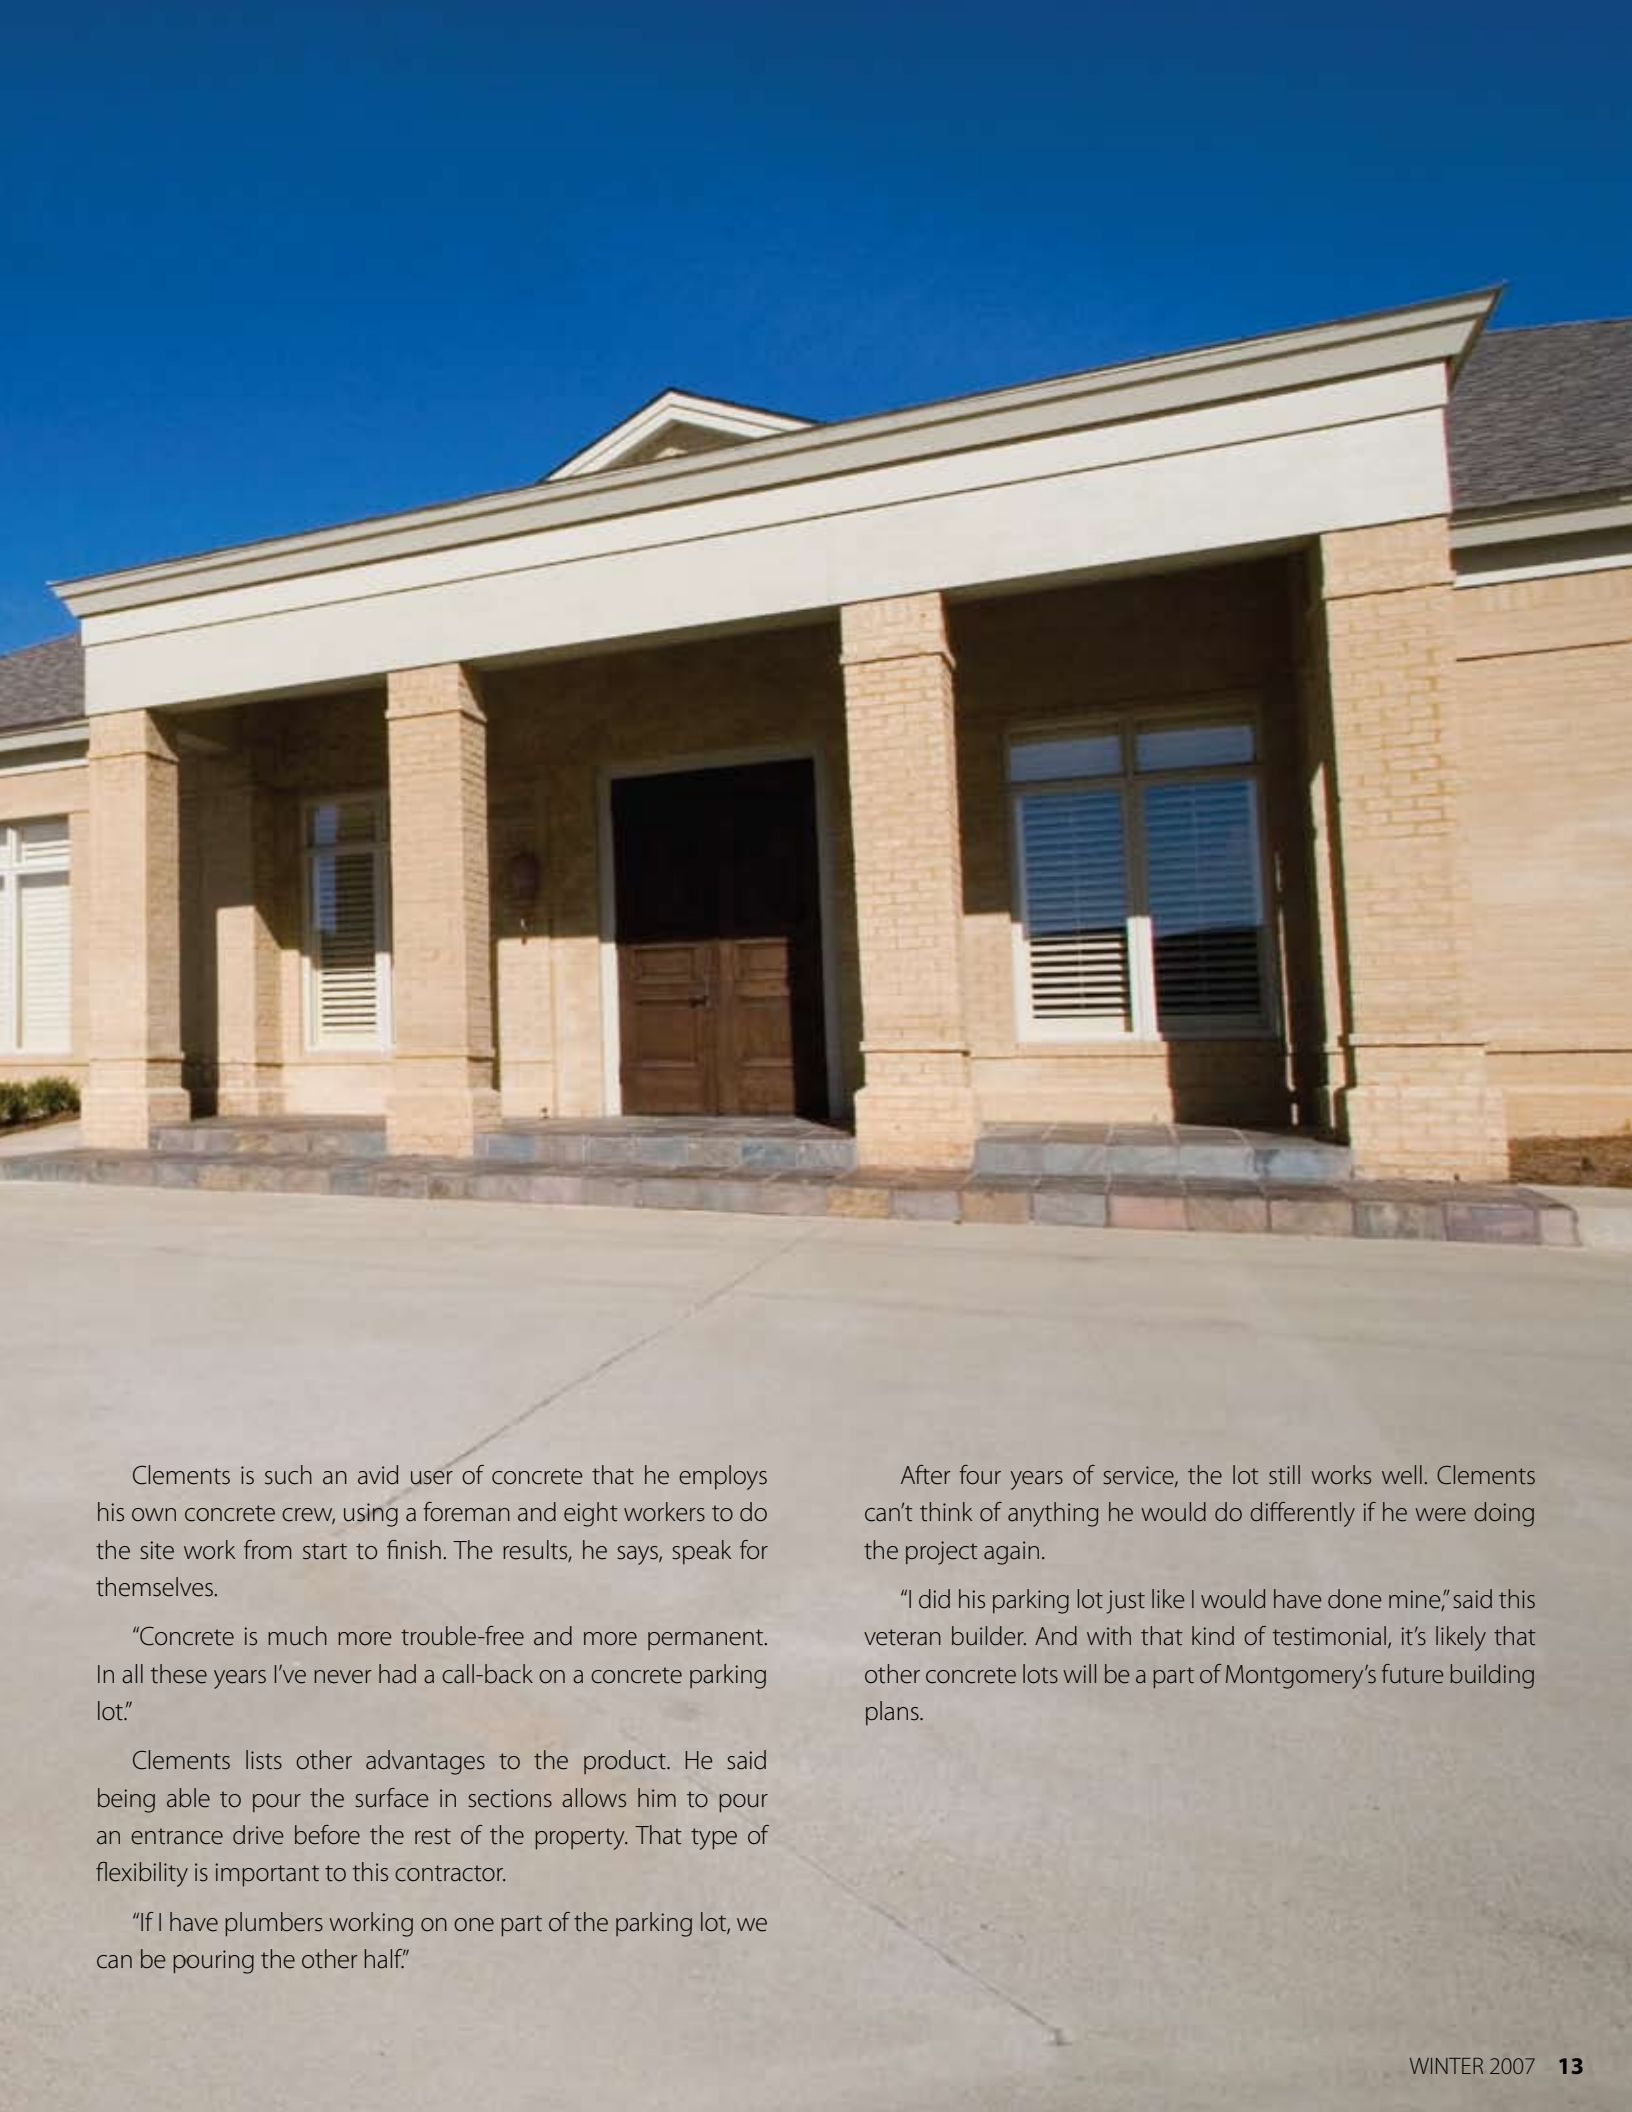 Clements is such an avid user of concrete that he employs
his own concrete crew, using a foreman and eight workers to do
the site work from start to finish. The results, he says, speak for
themselves.
“Concrete is much more trouble-free and more permanent.
In all these years I’ve never had a call-back on a concrete parking
lot.”
Clements lists other advantages to the product. He said
being able to pour the surface in sections allows him to pour
an entrance drive before the rest of the property. That type of
flexibility is important to this contractor.
“If I have plumbers working on one part of the parking lot, we
can be pouring the other half.”
After four years of service, the lot still works well. Clements
can’t think of anything he would do differently if he were doing
the project again.
“I did his parking lot just like I would have done mine,” said this
veteran builder. And with that kind of testimonial, it’s likely that
other concrete lots will be a part of Montgomery’s future building
plans.
WINTER 2007 13